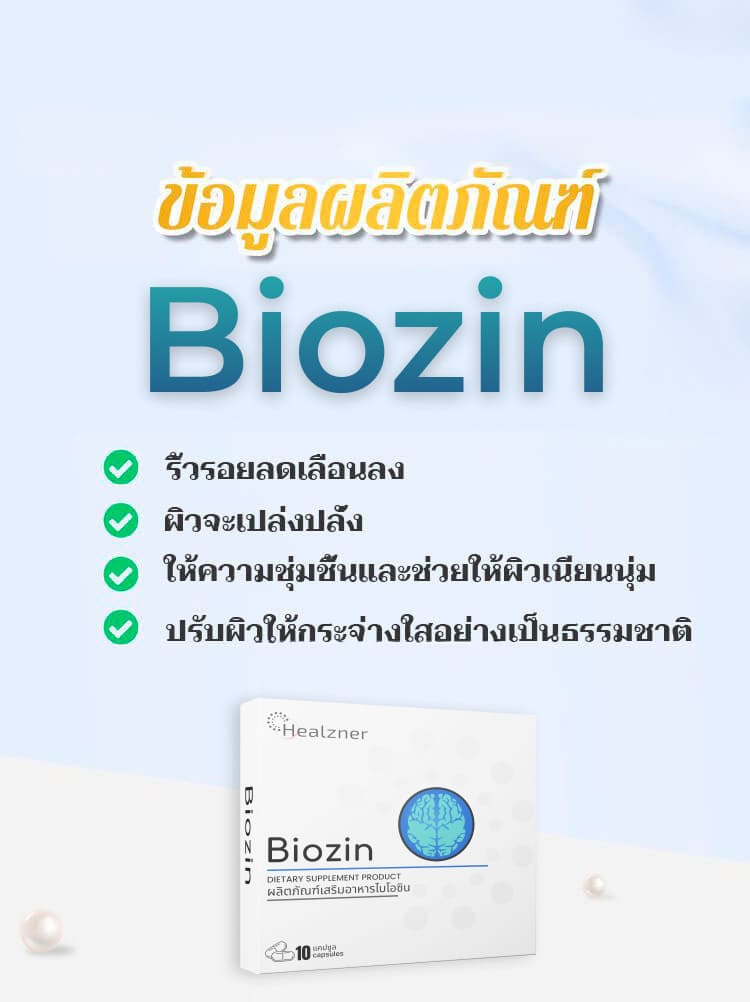 ข้อมูลผลิตภัณฑ์
Biozin
ริ้วรอยลดเลือนลง
ผิวจะเปล่งปลั่ง
ให้ความชุ่มชื้นและช่วยให้ผิวเนียนนุ่ม
ปรับผิวให้กระจ่างใสอย่างเป็นธรรมชาติ
Healzner
Biozin
Biozin
DIETARY SUPPLEMENT PRODUCT
ผลิตภัณฑ์เสริมอาหารไบโอซิน
10 แคปซูล
capsules